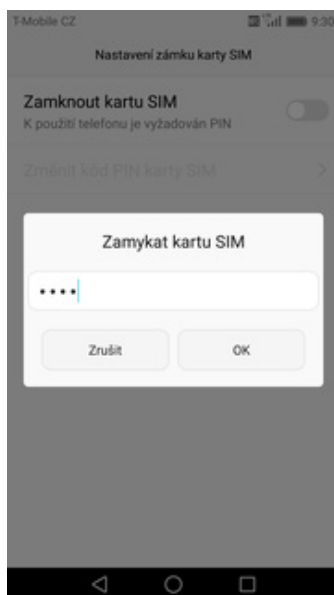 T-Mobile CZ 9:30
Nastavení zámku karty SIM
Zamknout kartu SIM
K použití telefonu je vyžadován PIN
Změnit kód PIN karty SIM
Zamykat kartu SIM
••••
Zrušit OK